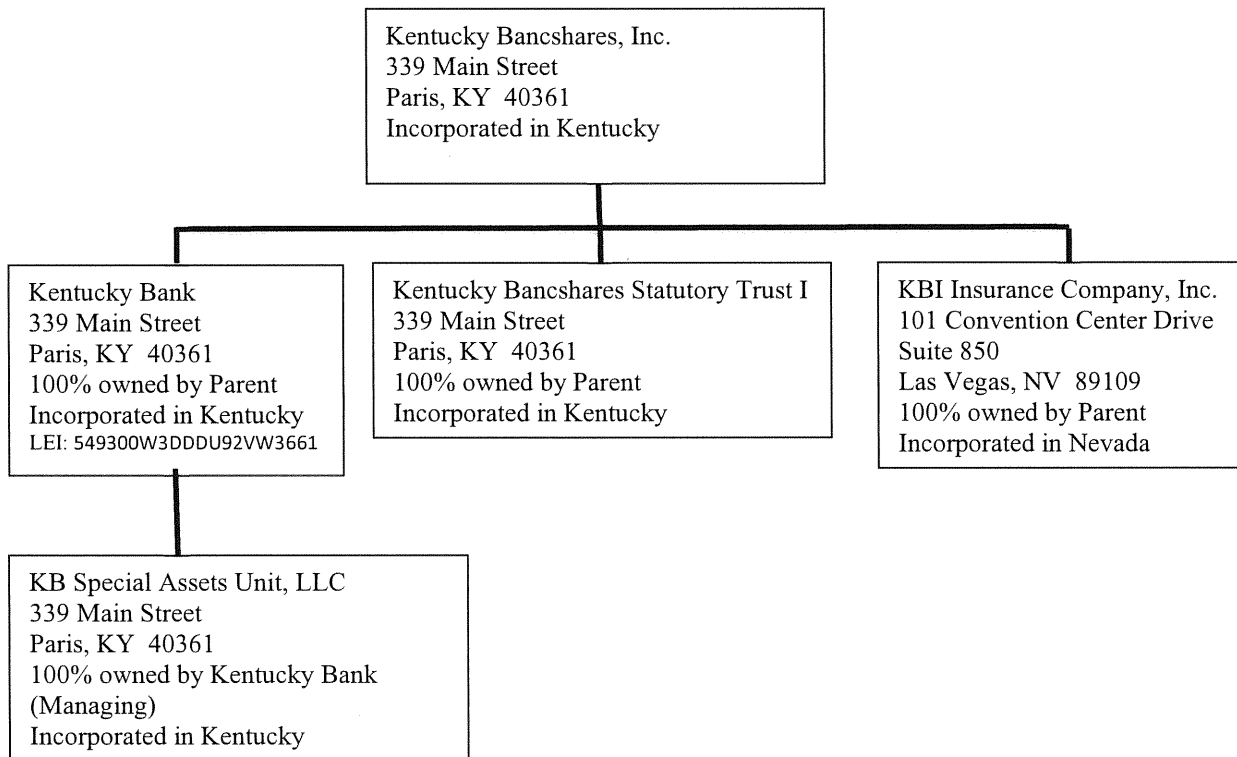 Kentucky Bancshares, Inc.
339 Main Street
Paris, KY 40361
Incorporated in Kentucky
Kentucky Bank
339 Main Street
Paris, KY 40361
100% owned by Parent
Incorporated in Kentucky
LEI: 549300W3DDDU92VW3661
Kentucky Bancshares Statutory Trust I
339 Main Street
Paris, KY 40361
100% owned by Parent
Incorporated in Kentucky
KBI Insurance Company, Inc.
101 Convention Center Drive
Suite 850
Las Vegas, NV 89109
100% owned by Parent
Incorporated in Nevada
KB Special Assets Unit, LLC
339 Main Street
Paris, KY 40361
100% owned by Kentucky Bank
(Managing)
Incorporated in Kentucky